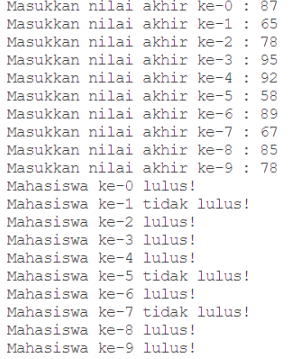 Masukkan nilai akhir ke-0 : 87
Masukkan nilai akhir ke-1 : 65
Masukkan nilai akhir ke-2 : 78
Masukkan nilai akhir ke-3 : 95
Masukkan nilai akhir ke-4 : 92
Masukkan nilai akhir ke-5 : 58
Masukkan nilai akhir ke-6 : 89
Masukkan nilai akhir ke-7 : 67
Masukkan nilai akhir ke-8 : 85
Masukkan nilai akhir ke-9 : 78
Mahasiswa ke-0 lulus!
Mahasiswa ke-1 tidak lulus!
Mahasiswa ke-2 lulus!
Mahasiswa ke-3 lulus!
Mahasiswa ke-4 lulus!
Mahasiswa ke-5 tidak lulus!
Mahasiswa ke-6 lulus!
Mahasiswa ke-7 tidak lulus!
Mahasiswa ke-8 lulus!
Mahasiswa ke-9 lulus!